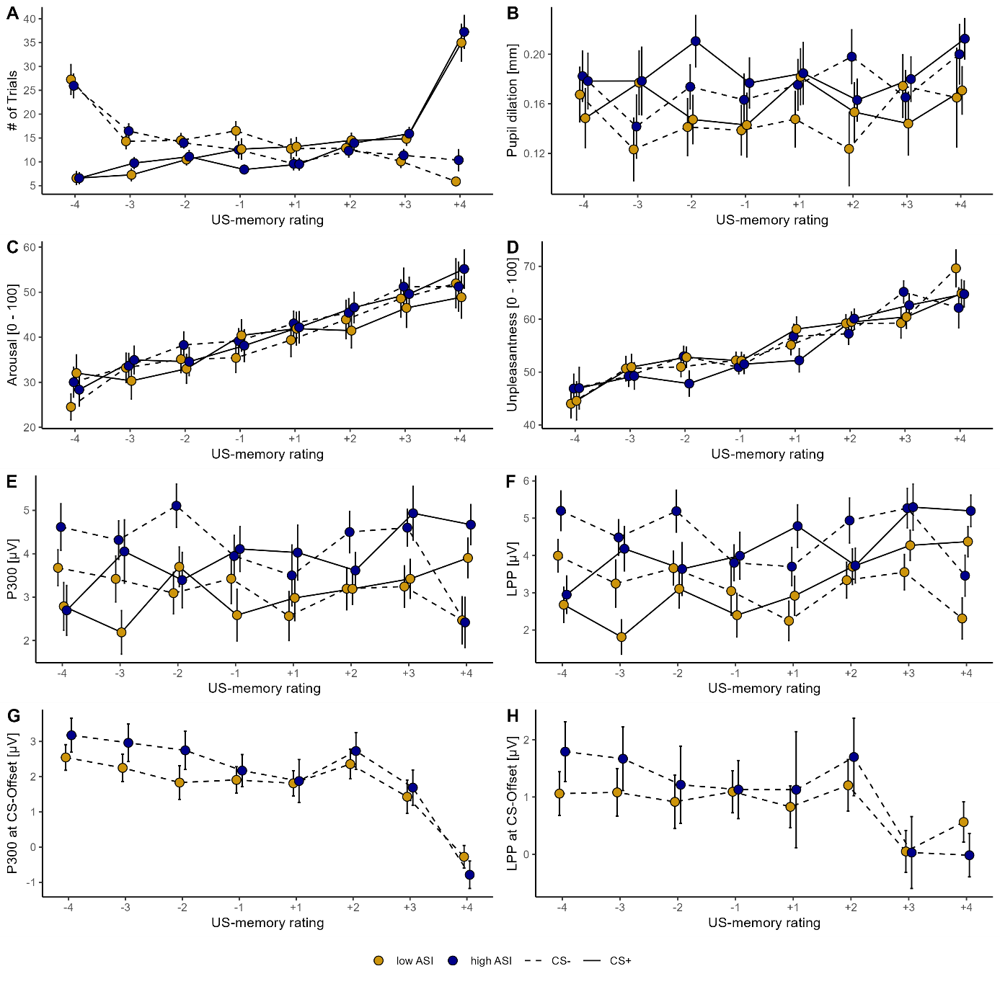 A
# of Trials
40
35
30
25
20
15
10
5
-4 -3 -2 -1 +1 +2 +3 +4
US-memory rating
B
Pupil dilation [mm]
0.20
0.16
0.12
-4 -3 -2 -1 +1 +2 +3 +4
US-memory rating
C
Arousal [0 - 100]
60
50
40
30
20
-4 -3 -2 -1 +1 +2 +3 +4
US-memory rating
D
Unpleasantness [0 - 100]
70
60
50
40
-4 -3 -2 -1 +1 +2 +3 +4
US-memory rating
E
P300 [µV]
5
4
3
2
-4 -3 -2 -1 +1 +2 +3 +4
US-memory rating
F
LPP [µV]
6
5
4
3
2
-4 -3 -2 -1 +1 +2 +3 +4
US-memory rating
G
P300 at CS-Offset [µV]
3
2
1
0
-1
-4 -3 -2 -1 +1 +2 +3 +4
US-memory rating
H
LPP at CS-Offset [µV]
2
1
0
-4 -3 -2 -1 +1 +2 +3 +4
US-memory rating
low ASI high ASI CS- CS+